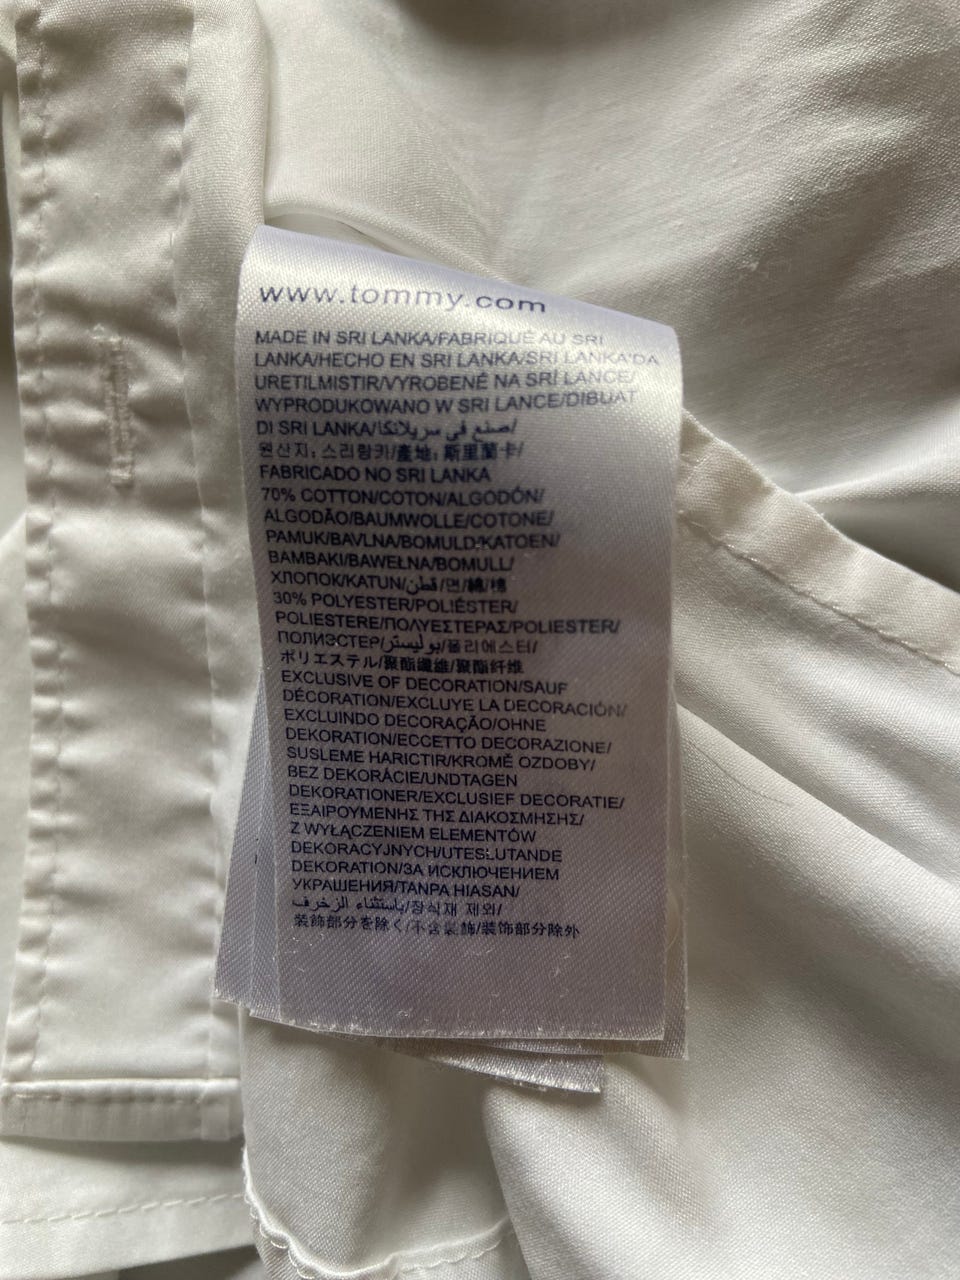 www.tommy.com
MADE IN SRI LANKA/FABRIQUÉ AU SRI
LANKA/HECHO EN SRI LANKA/SRI LANKA'DA
URETILMISTIR/VYROBENÉ NA SRÍ LANCE/
WYPRODUKOWANO W SRI LANCE/DIBUAT
DI SRI LANKA/صنع في سريلانكا/
원산지: 스리랑카/產地: 斯里蘭卡/
FABRICADO NO SRI LANKA
70% COTTON/COTON/ALGODÓN/
ALGODÃO/BAUMWOLLE/COTONE/
PAMUK/BAVLNA/BOMULD/KATOEN/
BAMBAKI/BAWEŁNA/BOMULL/
ХЛОПОК/KATUN/قطن/면/綿/棉
30% POLYESTER/POLIÉSTER/
POLIESTERE/ΠΟΛΥΕΣΤΕΡΑΣ/POLIESTER/
ПОЛИЭСТЕР/بوليستر/폴리에스터/
ポリエステル/聚酯纖維/聚酯纤维
EXCLUSIVE OF DECORATION/SAUF
DÉCORATION/EXCLUYE LA DECORACIÓN/
EXCLUINDO DECORAÇÃO/OHNE
DEKORATION/ECCETTO DECORAZIONE/
SUSLEME HARICTIR/KROMĚ OZDOBY/
BEZ DEKORÁCIE/UNDTAGEN
DEKORATIONER/EXCLUSIEF DECORATIE/
ΕΞΑΙΡΟΥΜΕΝΗΣ ΤΗΣ ΔΙΑΚΟΣΜΗΣΗΣ/
Z WYŁĄCZENIEM ELEMENTÓW
DEKORACYJNYCH/UTESLUTANDE
DEKORATION/ЗА ИСКЛЮЧЕНИЕМ
УКРАШЕНИЯ/TANPA HIASAN/
باستثناء الزخرف/장식재 제외/
装飾部分を除く/不含裝飾/装饰部分除外